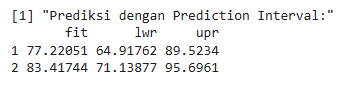 [1] "Prediksi dengan Prediction Interval:"
fit lwr upr
1 77.22051 64.91762 89.5234
2 83.41744 71.13877 95.6961